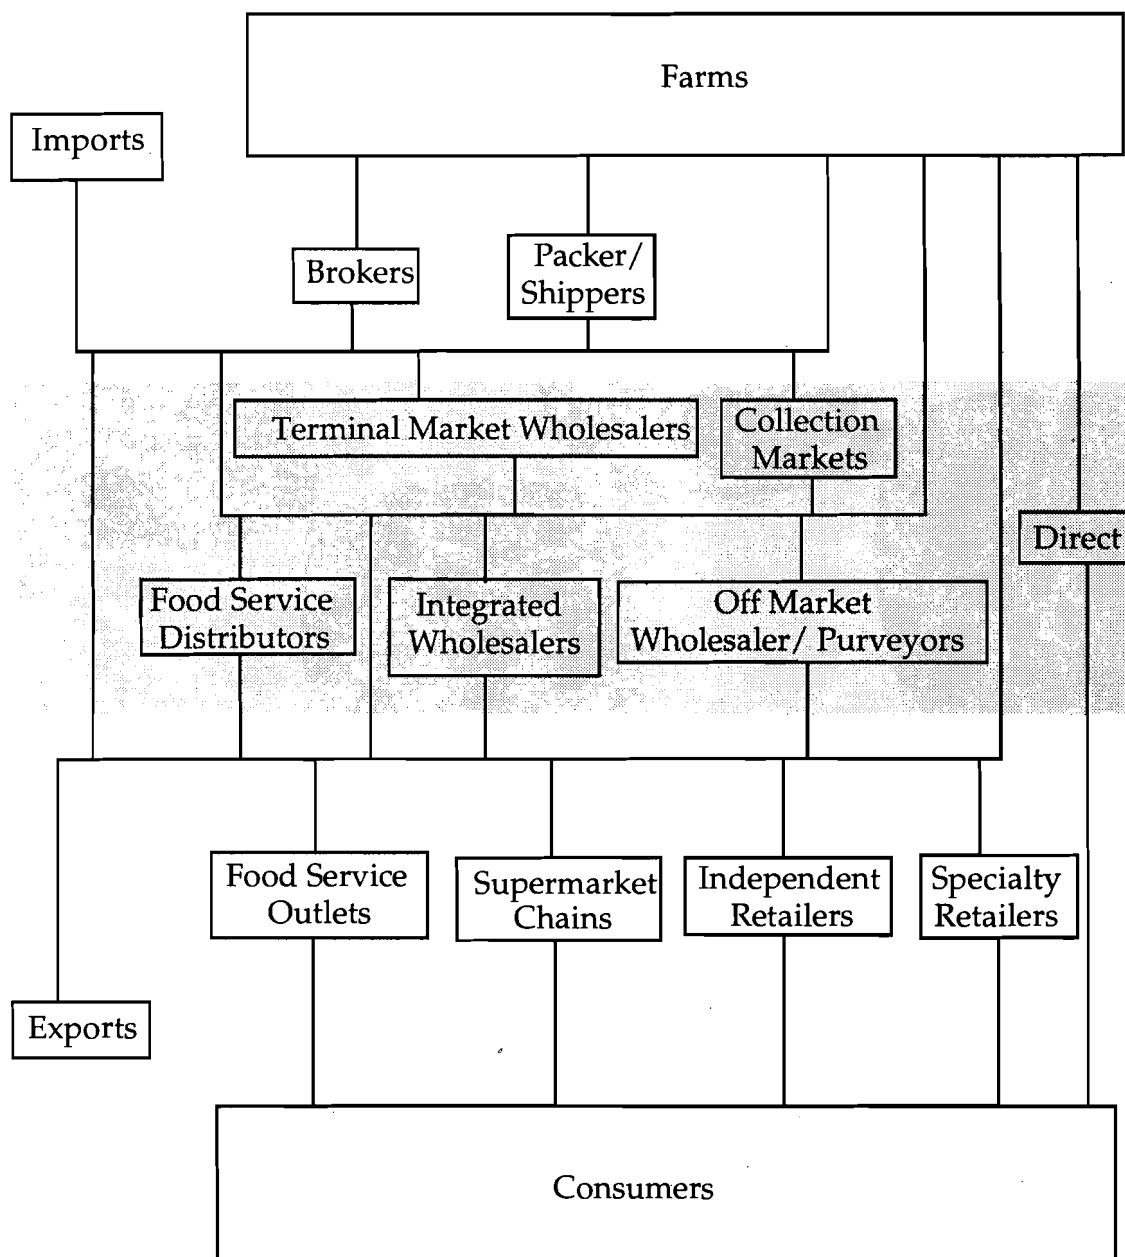 Farms
Imports
Brokers
Packer/
Shippers
Terminal Market Wholesalers
Collection
Markets
Direct
Food Service
Distributors
Integrated
Wholesalers
Off Market
Wholesaler/ Purveyors
Food Service
Outlets
Supermarket
Chains
Independent
Retailers
Specialty
Retailers
Exports
Consumers